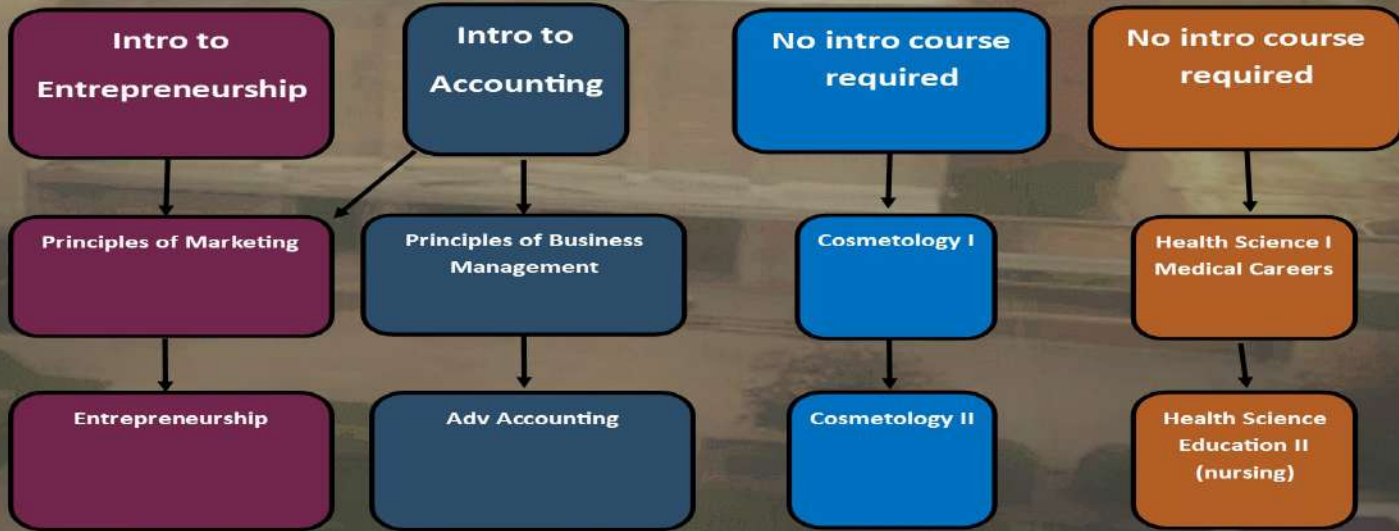 Intro to
Entrepreneurship
Intro to
Accounting
No intro course
required
No intro course
required
Principles of Marketing
Principles of Business
Management
Cosmetology I
Health Science I
Medical Careers
Entrepreneurship
Adv Accounting
Cosmetology II
Health Science
Education II
(nursing)